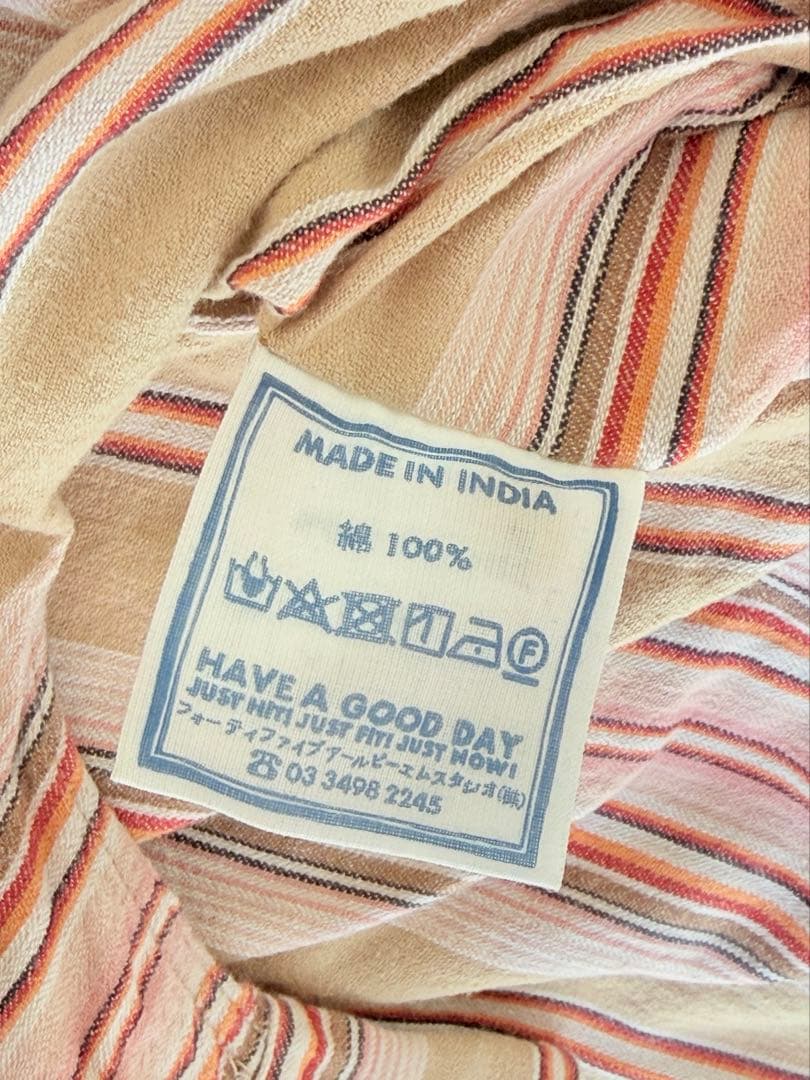 MADE IN INDIA
綿 100%
F
HAVE A GOOD DAY
JUST HIT! JUST FIT! JUST NOW!
フォーティファイブアールピーエムスタジオ(株)
☎ 03 3498 2245